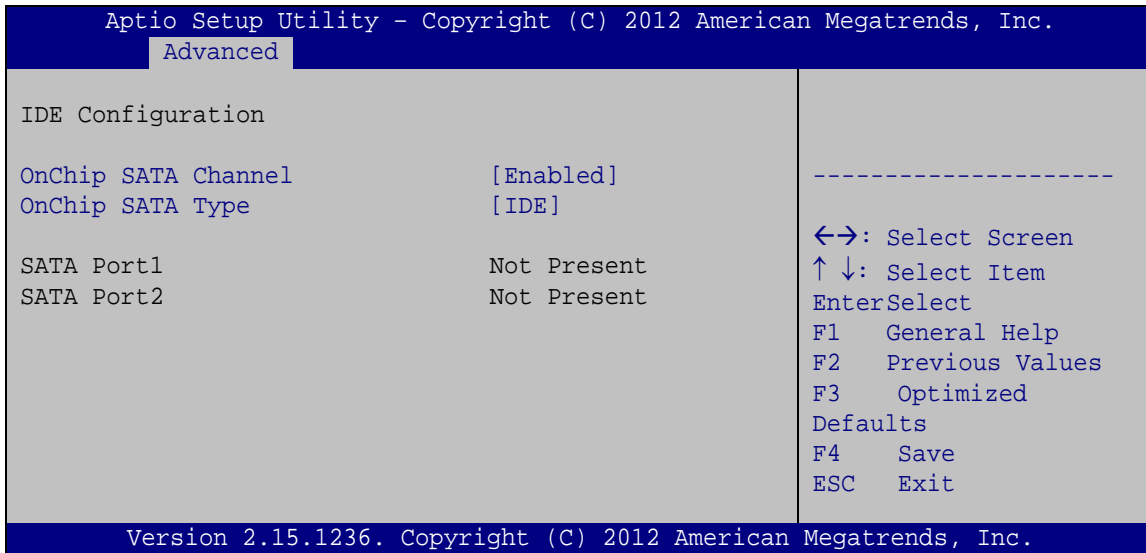 Aptio Setup Utility – Copyright (C) 2012 American Megatrends, Inc.
Advanced
IDE Configuration
OnChip SATA Channel [Enabled]
OnChip SATA Type [IDE]
SATA Port1 Not Present
SATA Port2 Not Present
---------------------
←→: Select Screen
↑ ↓: Select Item
EnterSelect
F1 General Help
F2 Previous Values
F3 Optimized
Defaults
F4 Save
ESC Exit
Version 2.15.1236. Copyright (C) 2012 American Megatrends, Inc.